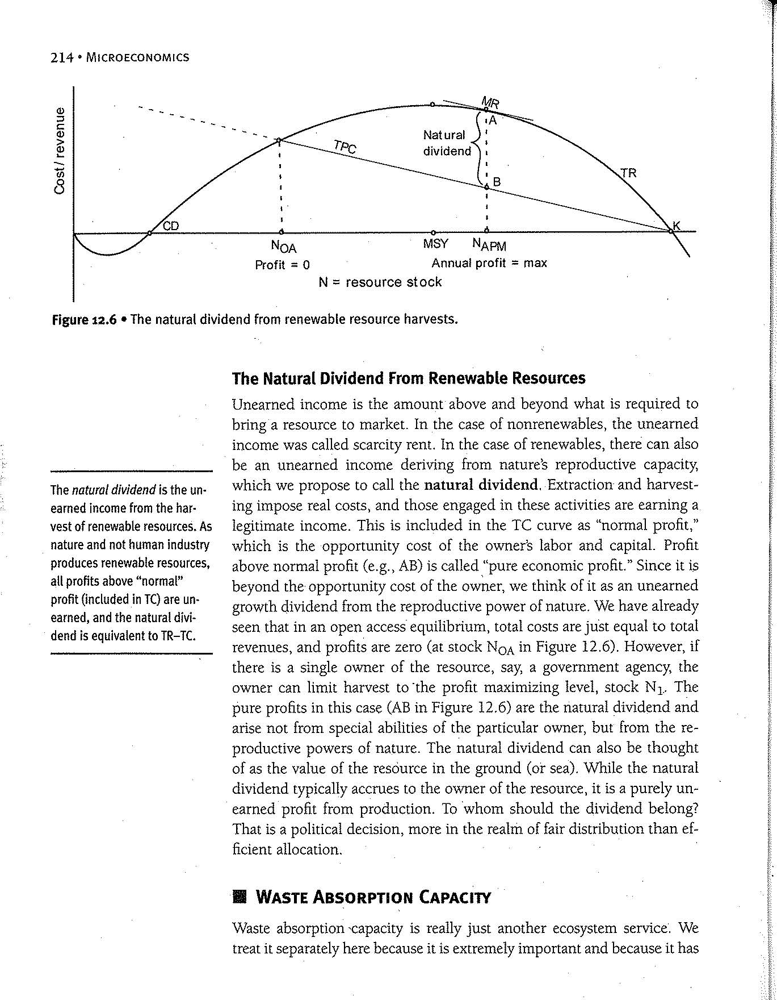 214 • MICROECONOMICS
Cost / revenue
MR
A
Natural
dividend
TPC
B
TR
CD
K
NOA
MSY
NAPM
Profit = 0
Annual profit = max
N = resource stock
Figure 12.6 • The natural dividend from renewable resource harvests.
The Natural Dividend From Renewable Resources
Unearned income is the amount above and beyond what is required to
bring a resource to market. In the case of nonrenewables, the unearned
income was called scarcity rent. In the case of renewables, there can also
be an unearned income deriving from nature's reproductive capacity,
which we propose to call the natural dividend. Extraction and harvest-
ing impose real costs, and those engaged in these activities are earning a
legitimate income. This is included in the TC curve as "normal profit,"
which is the opportunity cost of the owner's labor and capital. Profit
above normal profit (e.g., AB) is called "pure economic profit." Since it is
beyond the opportunity cost of the owner, we think of it as an unearned
growth dividend from the reproductive power of nature. We have already
seen that in an open access equilibrium, total costs are just equal to total
revenues, and profits are zero (at stock NOA in Figure 12.6). However, if
there is a single owner of the resource, say, a government agency, the
owner can limit harvest to the profit maximizing level, stock N1. The
pure profits in this case (AB in Figure 12.6) are the natural dividend and
arise not from special abilities of the particular owner, but from the re-
productive powers of nature. The natural dividend can also be thought
of as the value of the resource in the ground (or sea). While the natural
dividend typically accrues to the owner of the resource, it is a purely un-
earned profit from production. To whom should the dividend belong?
That is a political decision, more in the realm of fair distribution than ef-
ficient allocation.
The natural dividend is the un-
earned income from the har-
vest of renewable resources. As
nature and not human industry
produces renewable resources,
all profits above "normal"
profit (included in TC) are un-
earned, and the natural divi-
dend is equivalent to TR–TC.
WASTE ABSORPTION CAPACITY
Waste absorption capacity is really just another ecosystem service. We
treat it separately here because it is extremely important and because it has